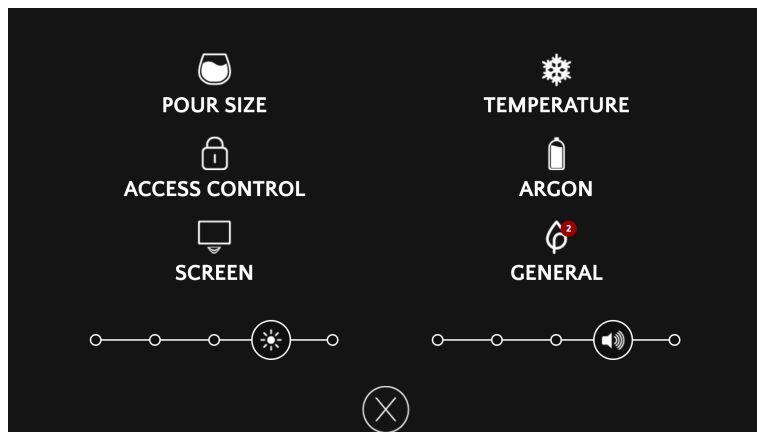 POUR SIZE
TEMPERATURE
ACCESS CONTROL
ARGON
2
SCREEN
GENERAL